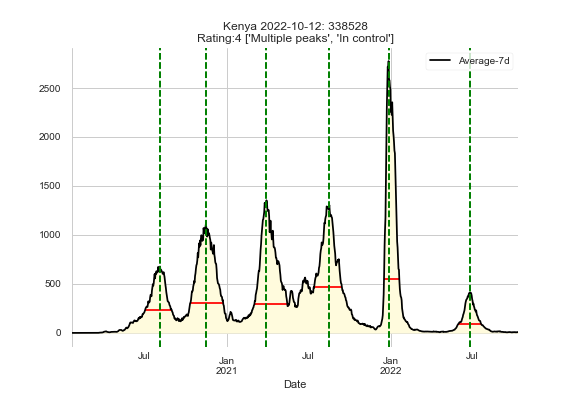 Kenya 2022-10-12: 338528
Rating:4 ['Multiple peaks', 'In control']
Average-7d
2500
2000
1500
1000
500
0
Jul
Jan
2021
Jul
Jan
2022
Jul
Date